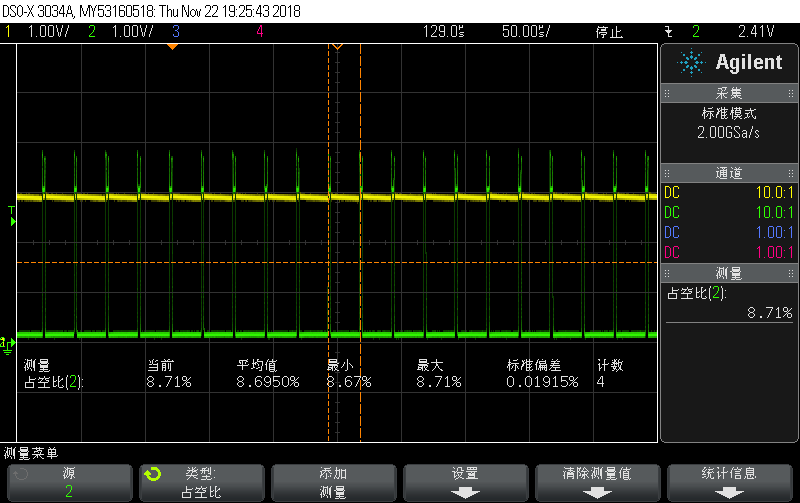 DSO-X 3034A, MY53160518: Thu Nov 22 19:25:43 2018
1 1.00V/ 2 1.00V/ 3 4 129.0s 50.00s/ 停止 2 2.41V
Agilent
采集
标准模式
2.00GSa/s
通道
DC 10.0:1
DC 10.0:1
DC 1.00:1
DC 1.00:1
测量
占空比(2):
8.71%
T
2
测量 当前 平均值 最小 最大 标准偏差 计数
占空比(2): 8.71% 8.6950% 8.67% 8.71% 0.01915% 4
测量菜单
源 类型: 添加 设置 清除测量值 统计信息
2 占空比 测量